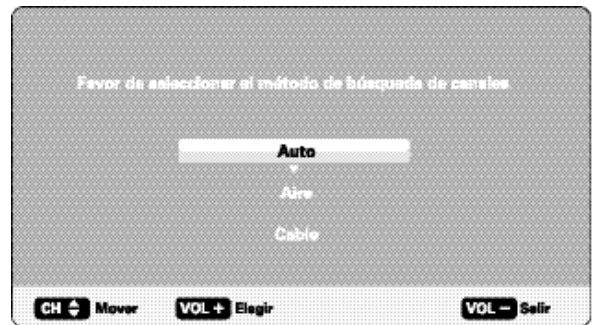 Favor de seleccionar el método de búsqueda de canales
Auto
Aire
Cable
CH Mover VOL + Elegir VOL − Salir